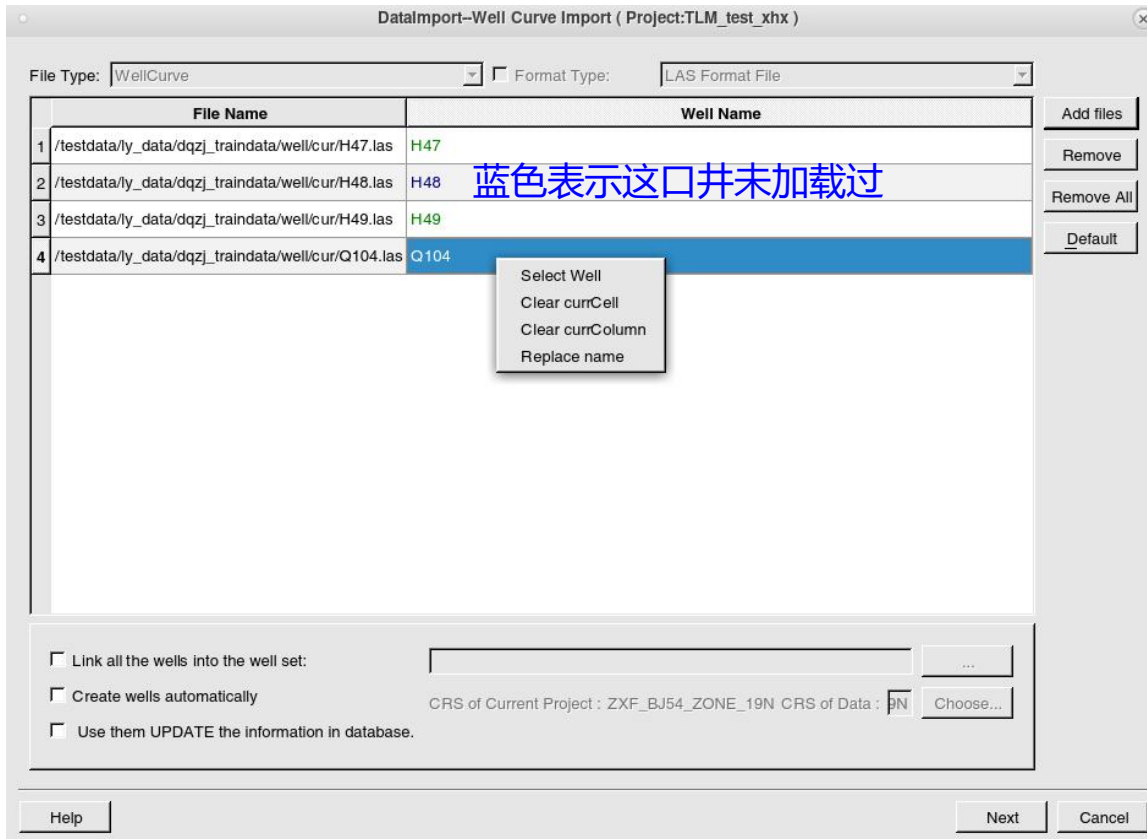 DataImport--Well Curve Import ( Project:TLM_test_xhx )
File Type: WellCurve Format Type: LAS Format File
File Name Well Name
1 /testdata/ly_data/dqzj_traindata/well/cur/H47.las H47
2 /testdata/ly_data/dqzj_traindata/well/cur/H48.las H48 蓝色表示这口井未加载过
3 /testdata/ly_data/dqzj_traindata/well/cur/H49.las H49
4 /testdata/ly_data/dqzj_traindata/well/cur/Q104.las Q104
Add files
Remove
Remove All
Default
Select Well
Clear currCell
Clear currColumn
Replace name
Link all the wells into the well set: ...
Create wells automatically CRS of Current Project : ZXF_BJ54_ZONE_19N CRS of Data : 9N Choose...
Use them UPDATE the information in database.
Help Next Cancel